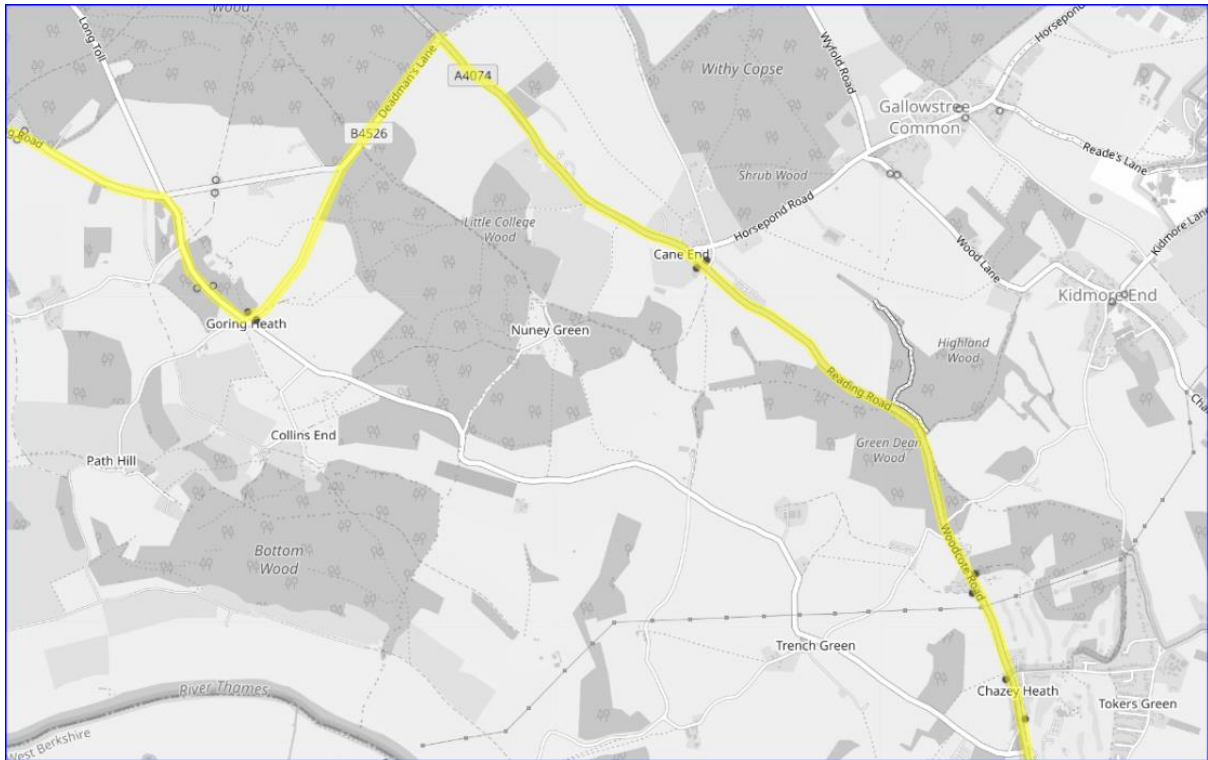 Wood
Long Toll
Deadman's Lane
A4074
B4526
Road
Withy Copse
Wyfold Road
Horsepond
Gallowstree
Common
Reade's Lane
Kidmore Lane
Shrub Wood
Horsepond Road
Wood Lane
Little College
Wood
Cane End
Kidmore End
Goring Heath
Nuney Green
Highland
Wood
Reading Road
Collins End
Green Dean
Wood
Path Hill
Bottom
Wood
Woodcote Road
Trench Green
Chazey Heath
Tokers Green
River Thames
West Berkshire